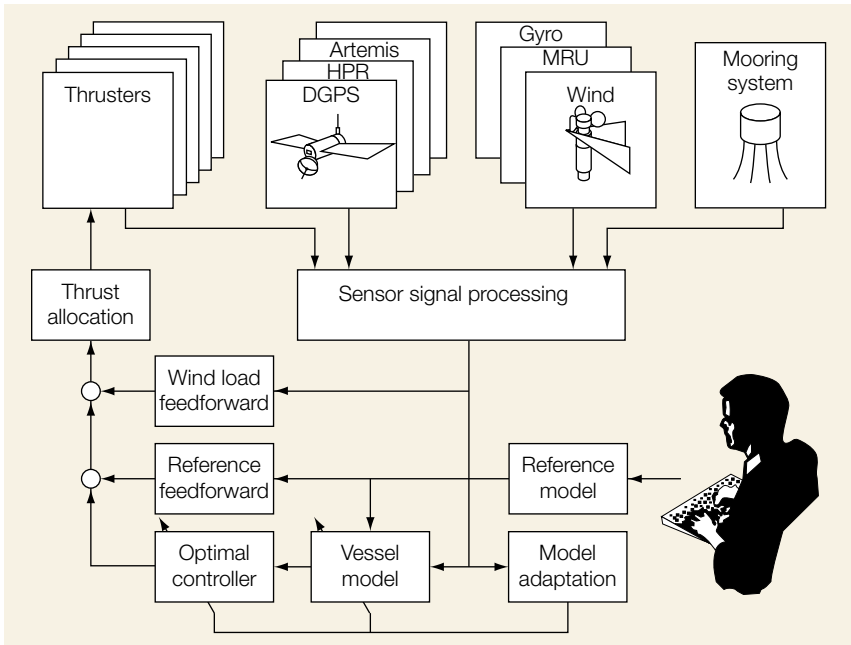 Thrusters
Artemis
HPR
DGPS
Gyro
MRU
Wind
Mooring
system
Thrust
allocation
Sensor signal processing
Wind load
feedforward
Reference
feedforward
Reference
model
Optimal
controller
Vessel
model
Model
adaptation